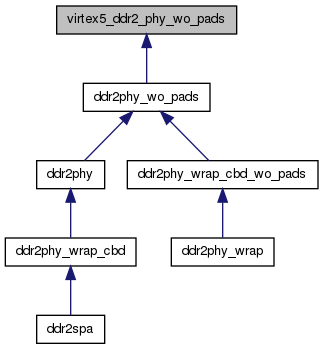 virtex5_ddr2_phy_wo_pads
ddr2phy_wo_pads
ddr2phy
ddr2phy_wrap_cbd_wo_pads
ddr2phy_wrap_cbd
ddr2phy_wrap
ddr2spa